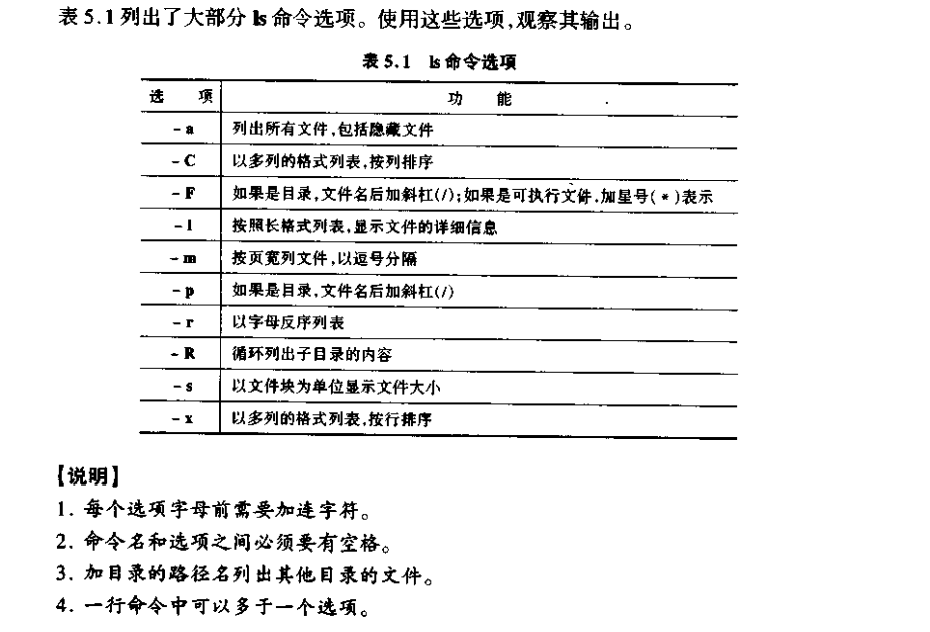 表5.1列出了大部分 ls 命令选项。使用这些选项,观察其输出。
表5.1 ls命令选项
选 项 功 能
-a 列出所有文件,包括隐藏文件
-C 以多列的格式列表,按列排序
-F 如果是目录,文件名后加斜杠(/);如果是可执行文件,加星号(*)表示
-l 按照长格式列表,显示文件的详细信息
-m 按页宽列文件,以逗号分隔
-p 如果是目录,文件名后加斜杠(/)
-r 以字母反序列表
-R 循环列出子目录的内容
-s 以文件块为单位显示文件大小
-x 以多列的格式列表,按行排序
【说明】
1. 每个选项字母前需要加连字符。
2. 命令名和选项之间必须要有空格。
3. 加目录的路径名列出其他目录的文件。
4. 一行命令中可以多于一个选项。